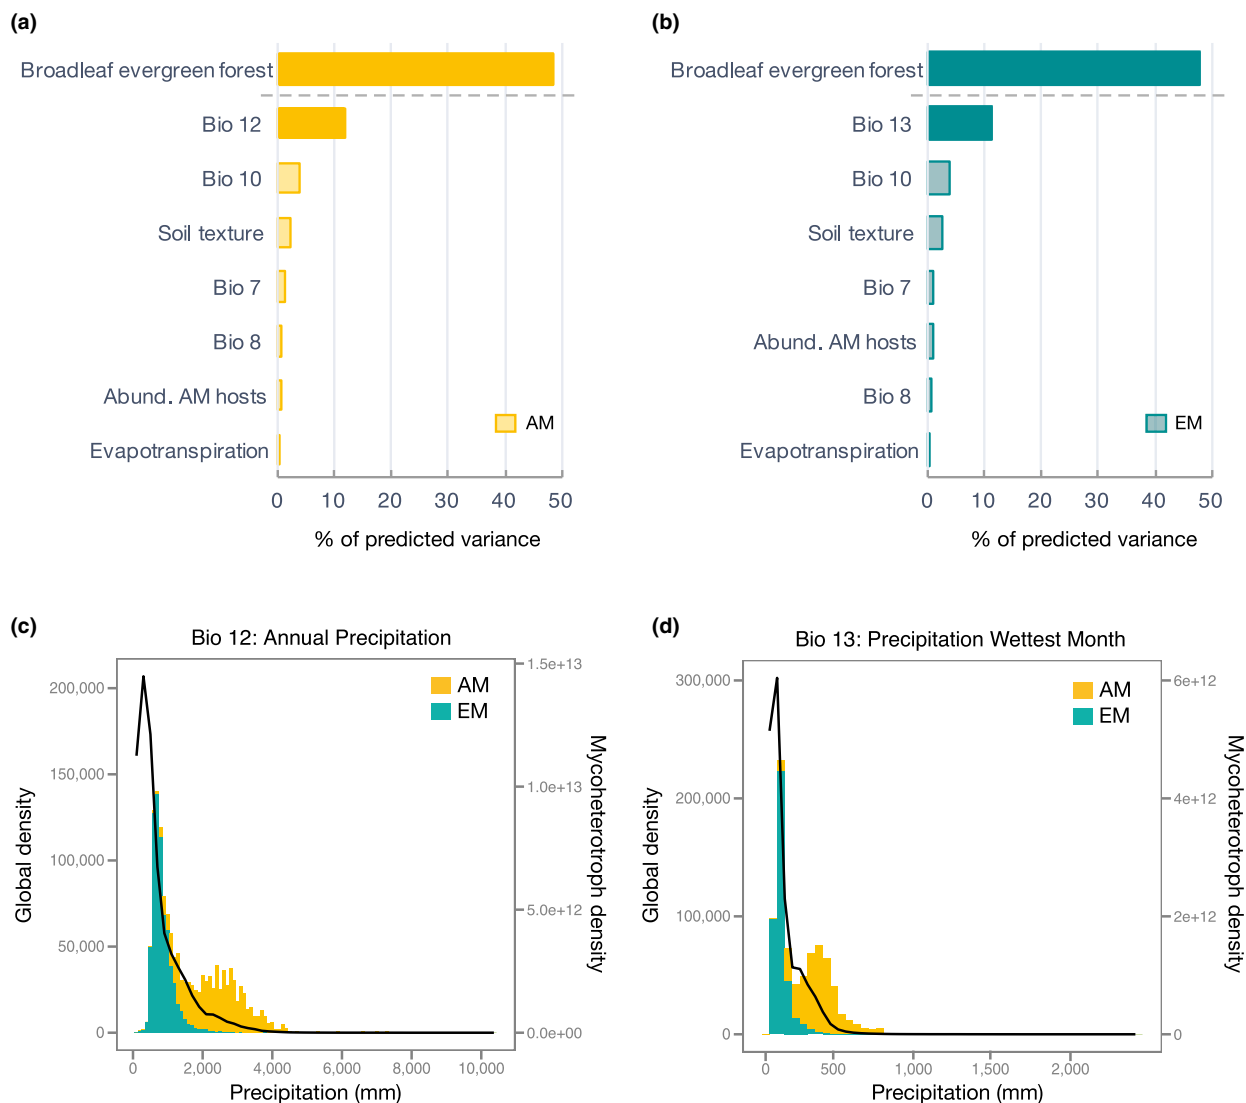 (a)
Broadleaf evergreen forest
Bio 12
Bio 10
Soil texture
Bio 7
Bio 8
Abund. AM hosts
Evapotranspiration
AM
0 10 20 30 40 50
% of predicted variance
(b)
Broadleaf evergreen forest
Bio 13
Bio 10
Soil texture
Bio 7
Abund. AM hosts
Bio 8
Evapotranspiration
EM
0 10 20 30 40 50
% of predicted variance
(c)
Bio 12: Annual Precipitation
AM
EM
Global density
200,000
150,000
100,000
50,000
0
1.5e+13
1.0e+13
5.0e+12
0.0e+00
Mycoheterotroph density
0 2,000 4,000 6,000 8,000 10,000
Precipitation (mm)
(d)
Bio 13: Precipitation Wettest Month
AM
EM
Global density
300,000
200,000
100,000
0
6e+12
4e+12
2e+12
0
Mycoheterotroph density
0 500 1,000 1,500 2,000
Precipitation (mm)